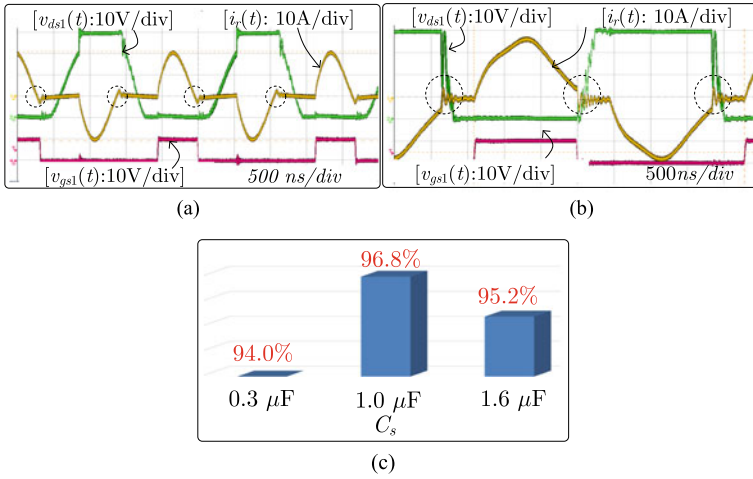 [v_ds1(t):10V/div]
[i_r(t): 10A/div]
[v_gs1(t):10V/div]
500 ns/div
(a)
[v_ds1(t):10V/div]
[i_r(t): 10A/div]
[v_gs1(t):10V/div]
500ns/div
(b)
96.8%
95.2%
94.0%
0.3 μF
1.0 μF
1.6 μF
C_s
(c)